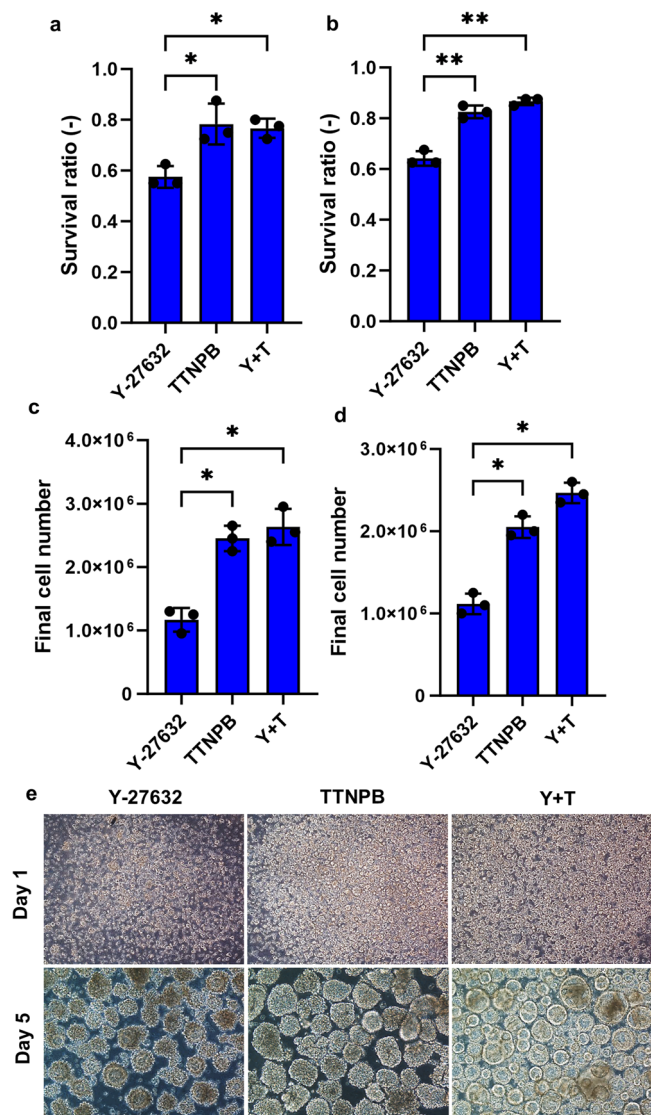 a
*
*
Survival ratio (-)
1.0
0.8
0.6
0.4
0.2
0.0
Y-27632
TTNPB
Y+T
b
**
**
Survival ratio (-)
1.0
0.8
0.6
0.4
0.2
0.0
Y-27632
TTNPB
Y+T
c
*
*
Final cell number
4.0×10⁶
3.0×10⁶
2.0×10⁶
1.0×10⁶
0
Y-27632
TTNPB
Y+T
d
*
*
Final cell number
3.0×10⁶
2.0×10⁶
1.0×10⁶
0
Y-27632
TTNPB
Y+T
e
Y-27632 TTNPB Y+T
Day 1
Day 5